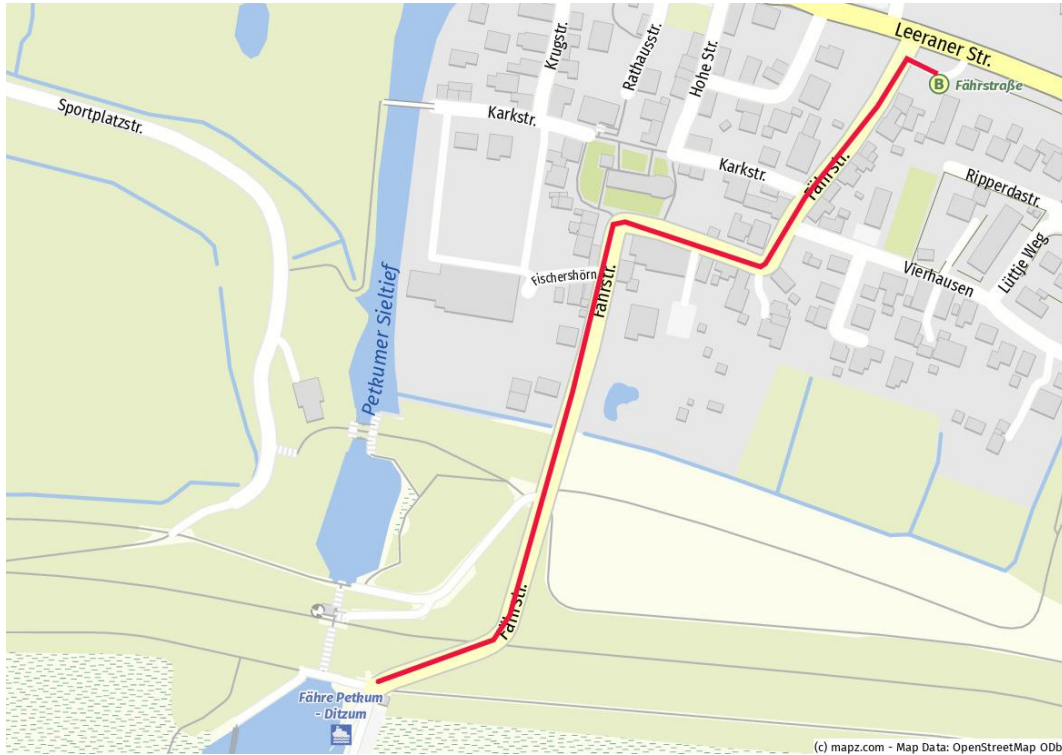 Leeraner Str.
Krugstr.
Rathausstr.
Hohe Str.
B Fährstraße
Sportplatzstr.
Karkstr.
Karkstr.
Fährstr.
Ripperdastr.
Lüttje Weg
Vierhausen
Fischershörn
Fährstr.
Petkumer Sieltief
Fährstr.
Fähre Petkum
- Ditzum
(c) mapz.com - Map Data: OpenStreetMap ODb